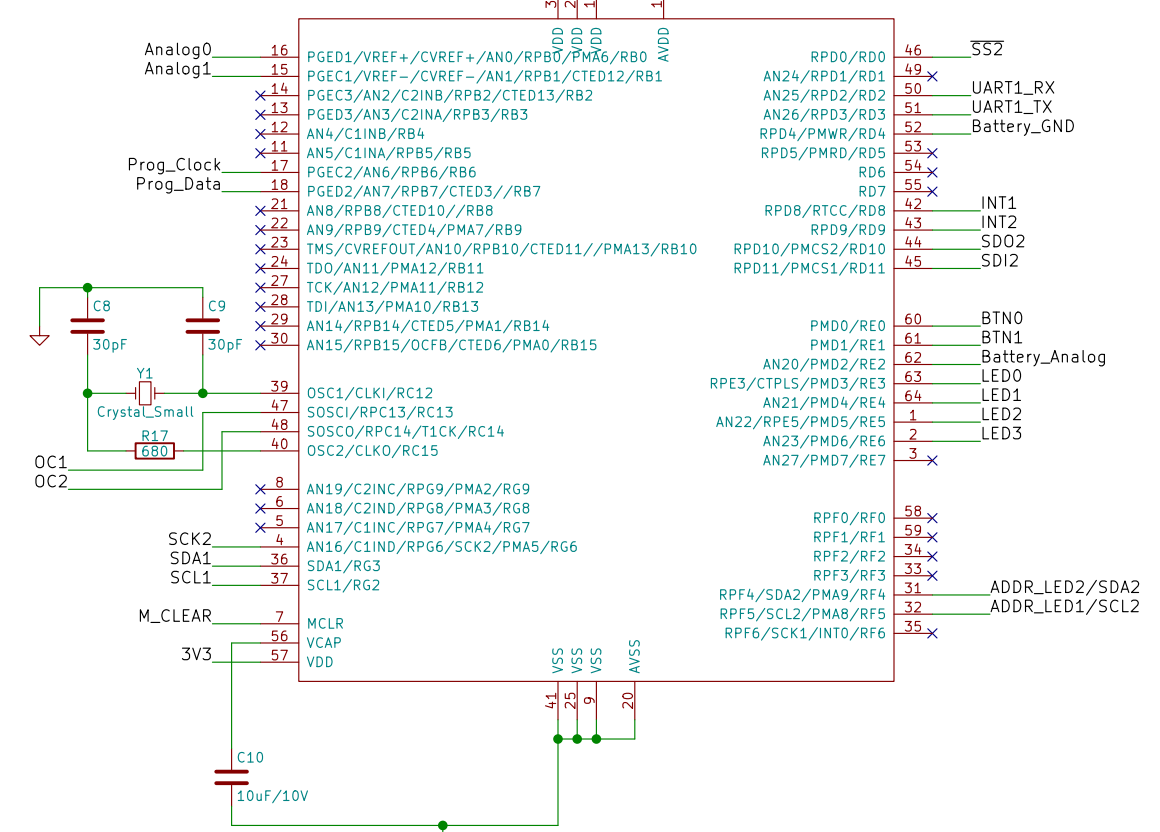 3 2 1 1
VDD VDD VDD AVDD
Analog0 16 PGED1/VREF+/CVREF+/AN0/RPB0/PMA6/RB0
Analog1 15 PGEC1/VREF-/CVREF-/AN1/RPB1/CTED12/RB1
14 PGEC3/AN2/C2INB/RPB2/CTED13/RB2
13 PGED3/AN3/C2INA/RPB3/RB3
12 AN4/C1INB/RB4
11 AN5/C1INA/RPB5/RB5
Prog_Clock 17 PGEC2/AN6/RPB6/RB6
Prog_Data 18 PGED2/AN7/RPB7/CTED3//RB7
21 AN8/RPB8/CTED10//RB8
22 AN9/RPB9/CTED4/PMA7/RB9
23 TMS/CVREFOUT/AN10/RPB10/CTED11//PMA13/RB10
24 TDO/AN11/PMA12/RB11
27 TCK/AN12/PMA11/RB12
28 TDI/AN13/PMA10/RB13
29 AN14/RPB14/CTED5/PMA1/RB14
30 AN15/RPB15/OCFB/CTED6/PMA0/RB15
C8
30pF
C9
30pF
Y1
Crystal_Small
R17
680
39 OSC1/CLKI/RC12
47 SOSCI/RPC13/RC13
48 SOSCO/RPC14/T1CK/RC14
40 OSC2/CLKO/RC15
OC1
OC2
8 AN19/C2INC/RPG9/PMA2/RG9
6 AN18/C2IND/RPG8/PMA3/RG8
5 AN17/C1INC/RPG7/PMA4/RG7
SCK2 4 AN16/C1IND/RPG6/SCK2/PMA5/RG6
SDA1 36 SDA1/RG3
SCL1 37 SCL1/RG2
M_CLEAR 7 MCLR
56 VCAP
3V3 57 VDD
RPD0/RD0 46 SS2
AN24/RPD1/RD1 49
AN25/RPD2/RD2 50 UART1_RX
AN26/RPD3/RD3 51 UART1_TX
RPD4/PMWR/RD4 52 Battery_GND
RPD5/PMRD/RD5 53
RD6 54
RD7 55
RPD8/RTCC/RD8 42 INT1
RPD9/RD9 43 INT2
RPD10/PMCS2/RD10 44 SDO2
RPD11/PMCS1/RD11 45 SDI2
PMD0/RE0 60 BTN0
PMD1/RE1 61 BTN1
AN20/PMD2/RE2 62 Battery_Analog
RPE3/CTPLS/PMD3/RE3 63 LED0
AN21/PMD4/RE4 64 LED1
AN22/RPE5/PMD5/RE5 1 LED2
AN23/PMD6/RE6 2 LED3
AN27/PMD7/RE7 3
RPF0/RF0 58
RPF1/RF1 59
RPF2/RF2 34
RPF3/RF3 33
RPF4/SDA2/PMA9/RF4 31 ADDR_LED2/SDA2
RPF5/SCL2/PMA8/RF5 32 ADDR_LED1/SCL2
RPF6/SCK1/INT0/RF6 35
VSS VSS VSS AVSS
41 25 9 20
C10
10uF/10V